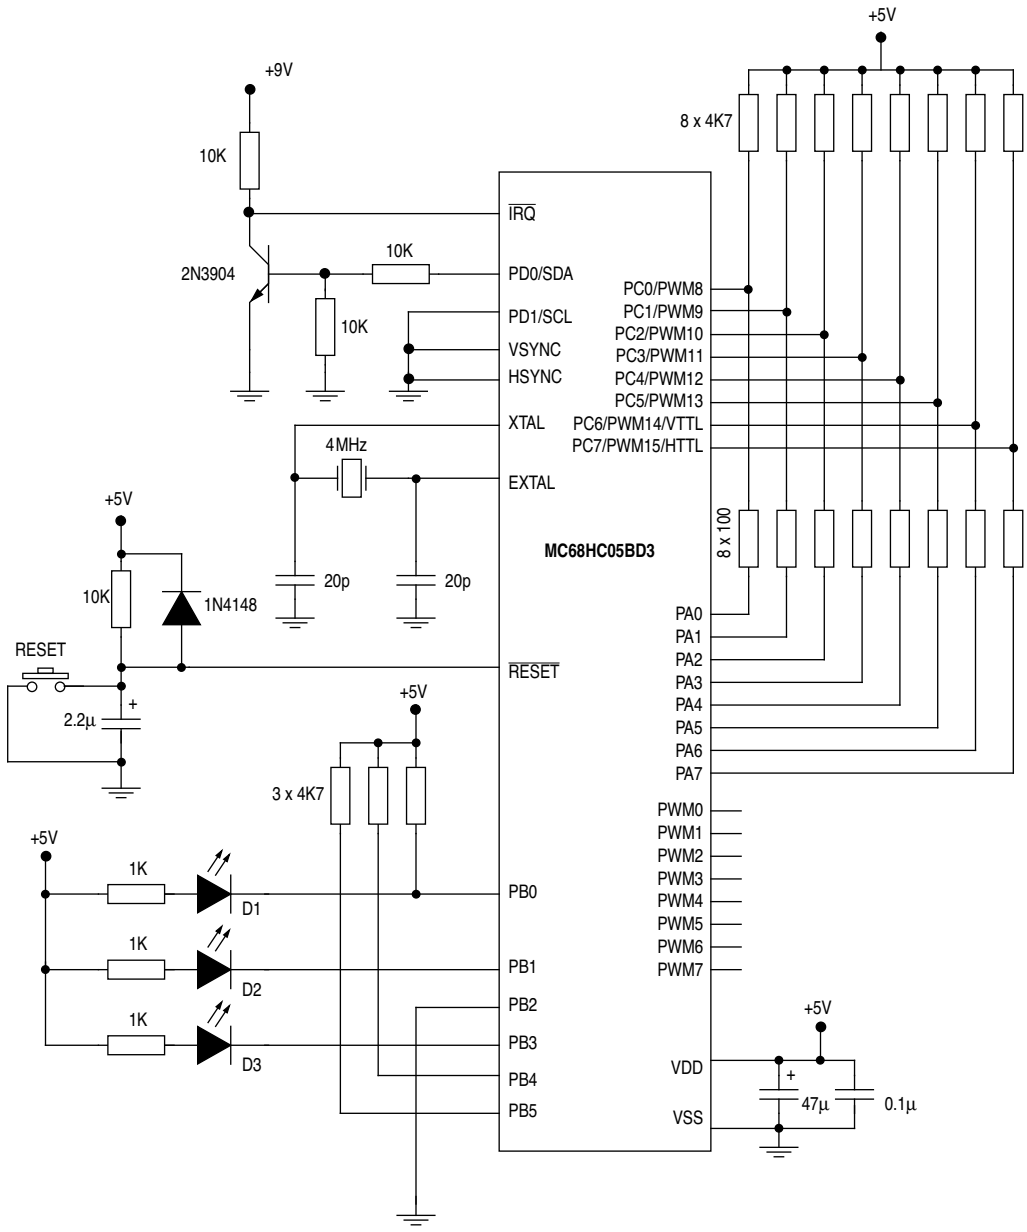 +5V
+9V
8 x 4K7
10K
IRQ
2N3904
10K
PD0/SDA
PC0/PWM8
10K
PD1/SCL
PC1/PWM9
PC2/PWM10
VSYNC
PC3/PWM11
HSYNC
PC4/PWM12
PC5/PWM13
XTAL
PC6/PWM14/VTTL
4MHz
PC7/PWM15/HTTL
EXTAL
+5V
8 x 100
MC68HC05BD3
20p
20p
10K
1N4148
PA0
PA1
RESET
PA2
RESET
PA3
+5V
+
PA4
2.2µ
PA5
PA6
PA7
3 x 4K7
PWM0
+5V
PWM1
PWM2
1K
PWM3
PB0
D1
PWM4
PWM5
1K
PWM6
PB1
PWM7
D2
PB2
+5V
1K
PB3
D3
VDD
+
PB4
47µ
0.1µ
PB5
VSS